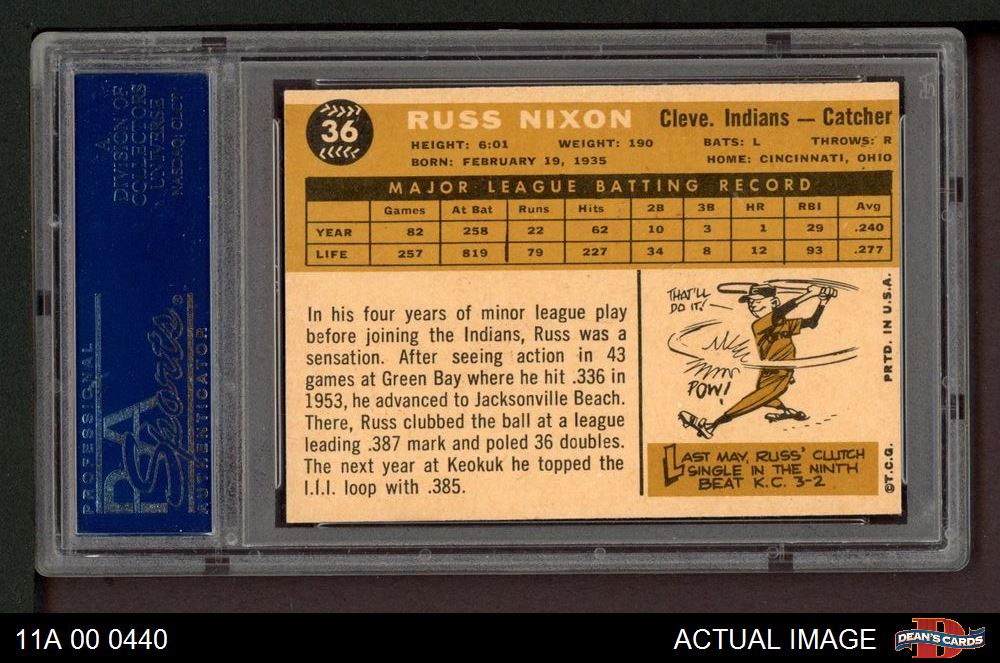 A
DIVISION OF
COLLECTORS
UNIVERSE
NASDAQ: CLCT
PROFESSIONAL
PSA
Sports®
AUTHENTICATOR
36
RUSS NIXON Cleve. Indians — Catcher
HEIGHT: 6:01 WEIGHT: 190 BATS: L THROWS: R
BORN: FEBRUARY 19, 1935 HOME: CINCINNATI, OHIO
MAJOR LEAGUE BATTING RECORD
Games At Bat Runs Hits 2B 3B HR RBI Avg
YEAR 82 258 22 62 10 3 1 29 .240
LIFE 257 819 79 227 34 8 12 93 .277
In his four years of minor league play
before joining the Indians, Russ was a
sensation. After seeing action in 43
games at Green Bay where he hit .336 in
1953, he advanced to Jacksonville Beach.
There, Russ clubbed the ball at a league
leading .387 mark and poled 36 doubles.
The next year at Keokuk he topped the
I.I.I. loop with .385.
THAT'LL
DO IT!
POW!
LAST MAY, RUSS' CLUTCH
SINGLE IN THE NINTH
BEAT K.C. 3-2
PRTD. IN U.S.A.
©T.C.G.
11A 00 0440
ACTUAL IMAGE
D
DEAN'S CARDS